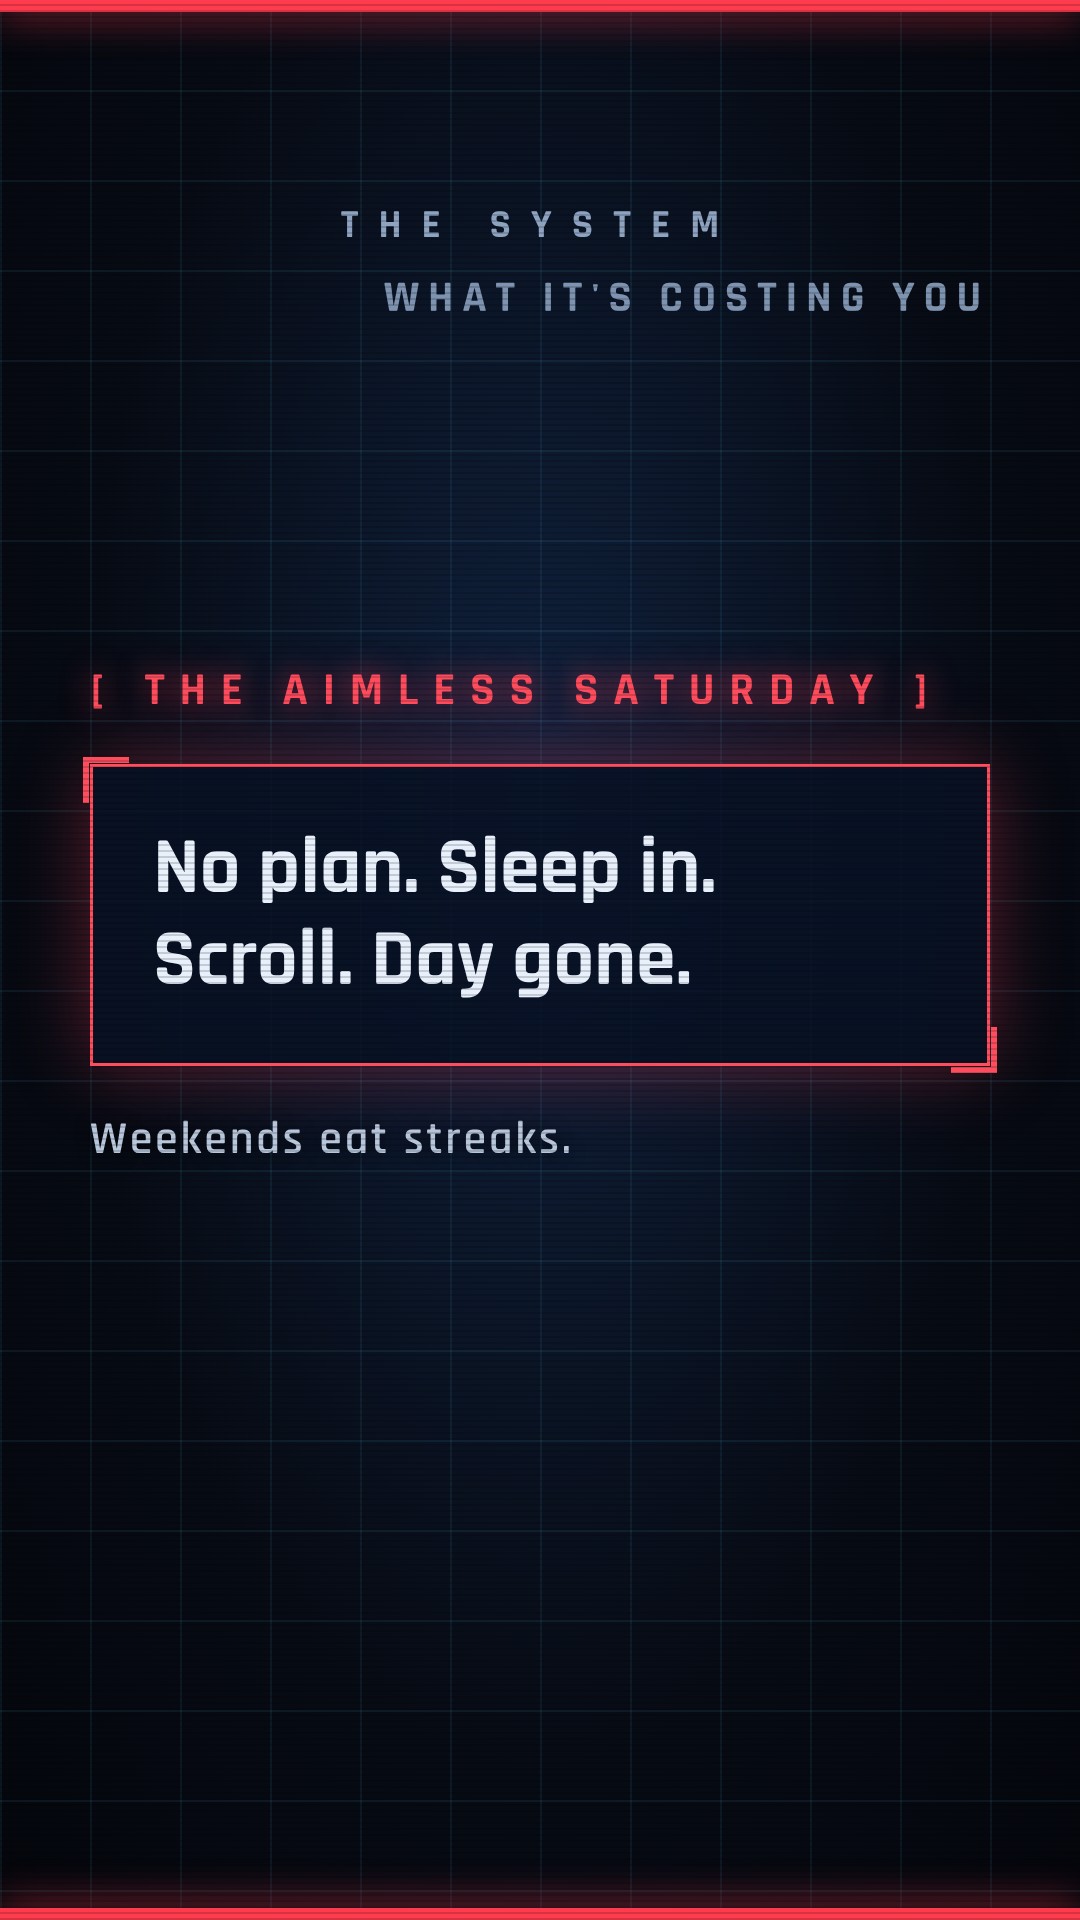 THE SYSTEM
WHAT IT'S COSTING YOU
[ THE AIMLESS SATURDAY ]
No plan. Sleep in.
Scroll. Day gone.
Weekends eat streaks.